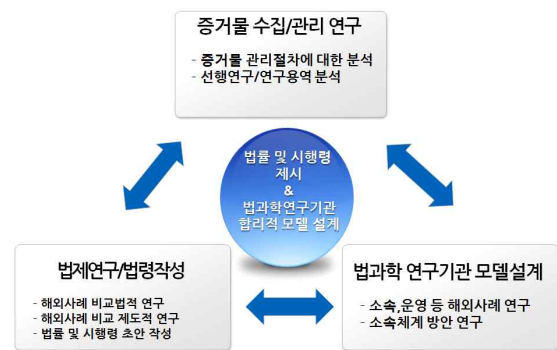 증거물 수집/관리 연구
- 증거물 관리절차에 대한 분석
- 선행연구/연구용역 분석
법률 및 시행령
제시
&
법과학연구기관
합리적 모델 설계
법제연구/법령작성
- 해외사례 비교법적 연구
- 해외사례 비교 제도적 연구
- 법률 및 시행령 초안 작성
법과학 연구기관 모델설계
- 소속,운영 등 해외사례 연구
- 소속체계 방안 연구